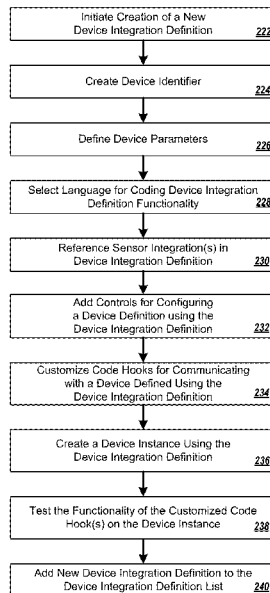 Initiate Creation of a New
Device Integration Definition
222
Create Device Identifier
224
Define Device Parameters
226
Select Language for Coding Device Integration
Definition Functionality
228
Reference Sensor Integration(s) in
Device Integration Definition
230
Add Controls for Configuring
a Device Definition using the
Device Integration Definition
232
Customize Code Hooks for Communicating
with a Device Defined Using the
Device Integration Definition
234
Create a Device Instance Using the
Device Integration Definition
236
Test the Functionality of the Customized Code
Hook(s) on the Device Instance
238
Add New Device Integration Definition to the
Device Integration Definition List
240